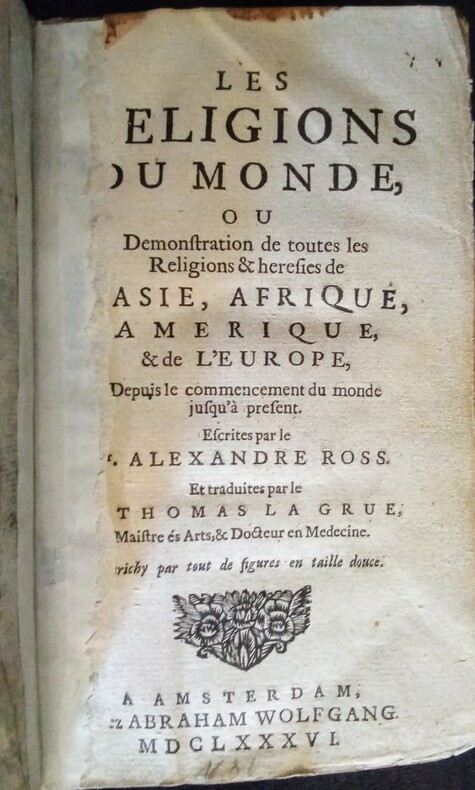 LES
ELIGIONS
DU MONDE,
OU
Demonſtration de toutes les
Religions & hereſies de
ASIE, AFRIQUE,
AMERIQUE,
& de L'EUROPE,
Depuis le commencement du monde
juſqu'à preſent.
Eſcrites par le
r. ALEXANDRE ROSS.
Et traduites par le
THOMAS LA GRUE,
Maiſtre és Arts, & Docteur en Medecine.
richy par tout de figures en taille douce.
A AMSTERDAM,
ez ABRAHAM WOLFGANG.
MDCLXXXVI.